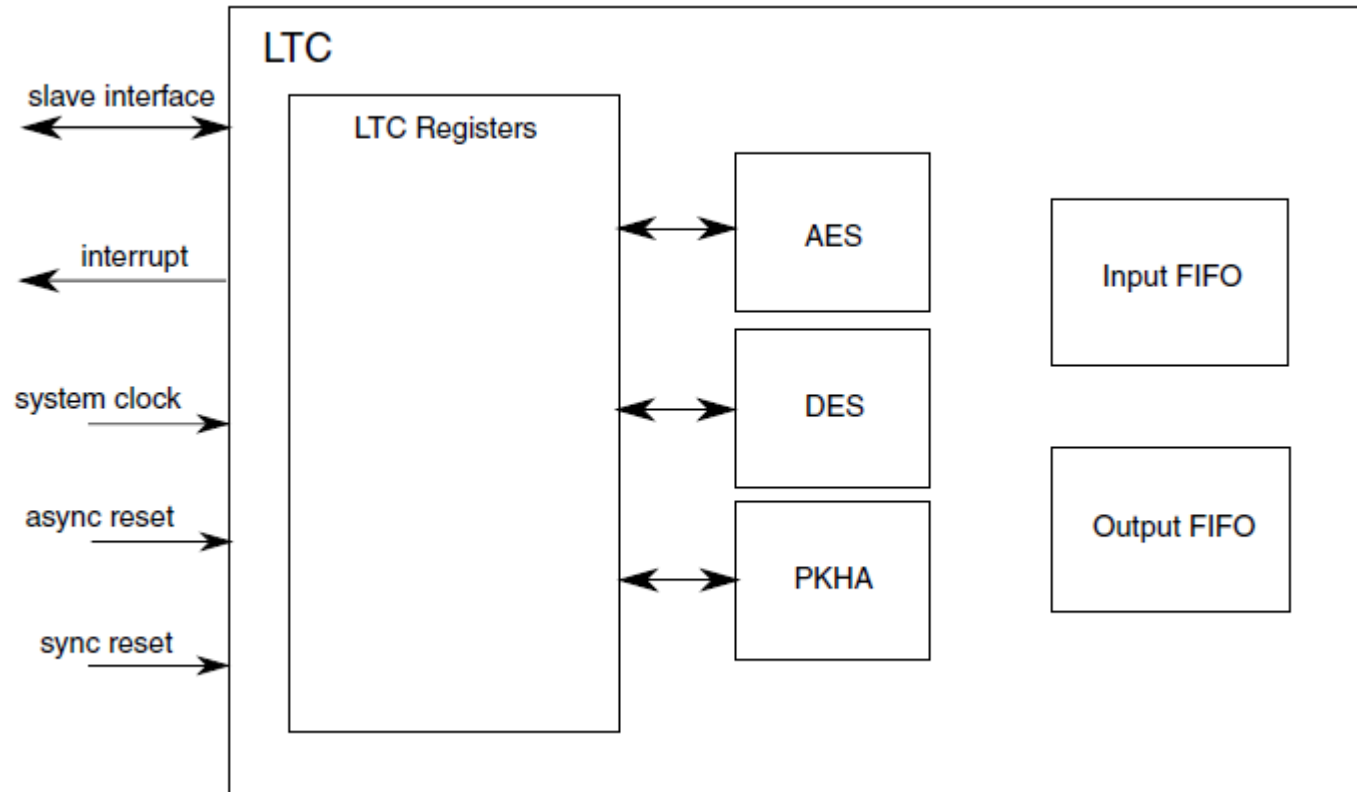 LTC
slave interface
LTC Registers
AES
interrupt
Input FIFO
system clock
DES
async reset
Output FIFO
PKHA
sync reset